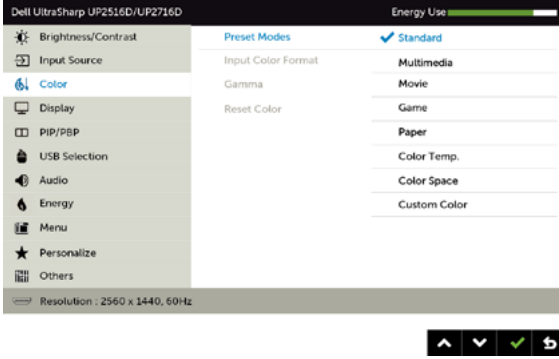 Dell UltraSharp UP2516D/UP2716D Energy Use
Brightness/Contrast Preset Modes Standard
Input Source Input Color Format Multimedia
Color Gamma Movie
Display Reset Color Game
PIP/PBP Paper
USB Selection Color Temp.
Audio Color Space
Energy Custom Color
Menu
Personalize
Others
Resolution : 2560 x 1440, 60Hz